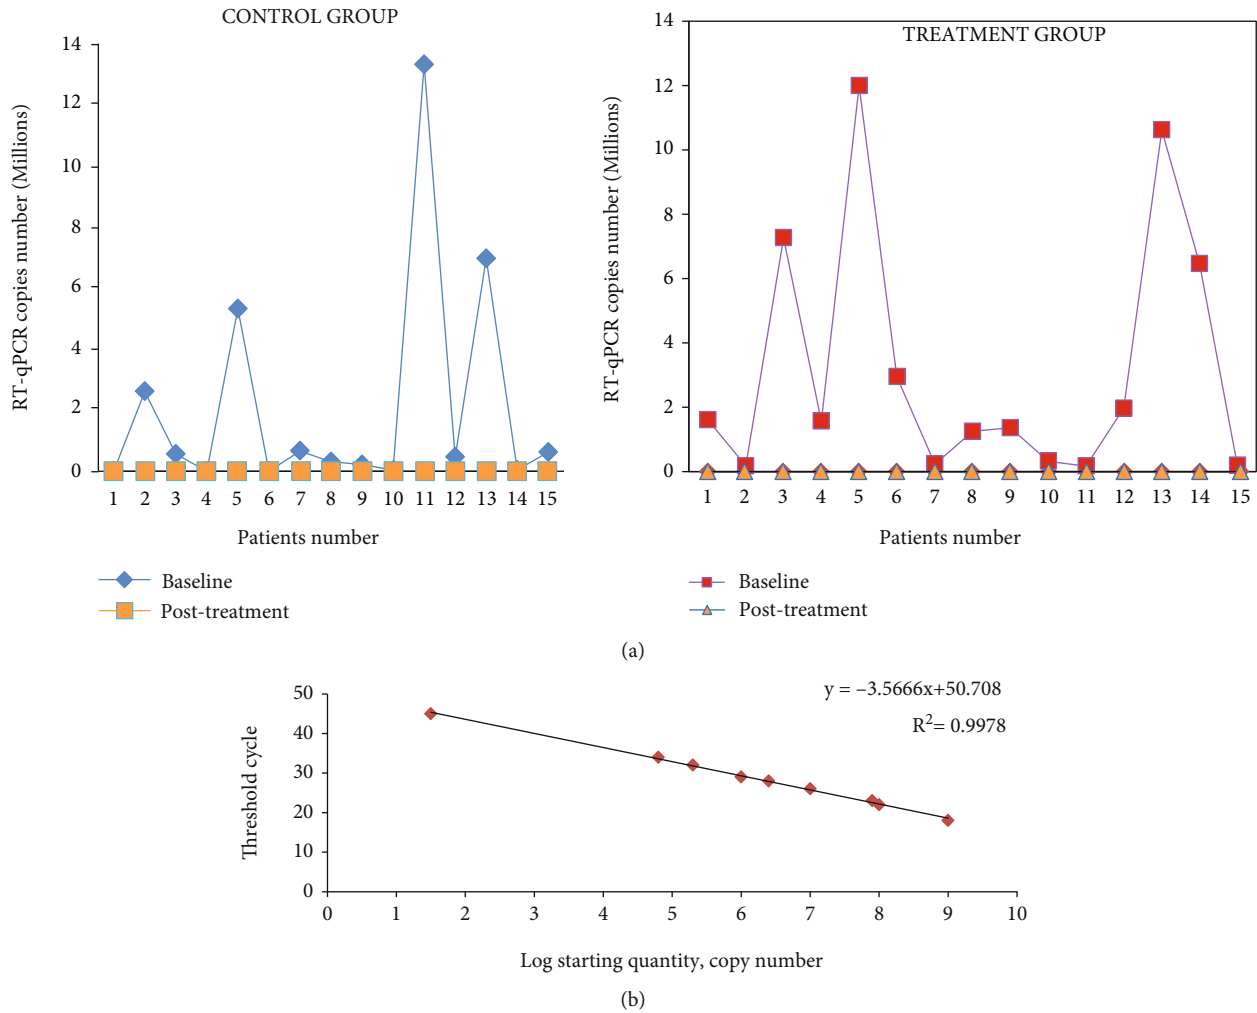 CONTROL GROUP
14
12
10
8
6
4
2
0
RT-qPCR copies number (Millions)
1 2 3 4 5 6 7 8 9 10 11 12 13 14 15
Patients number
Baseline
Post-treatment
TREATMENT GROUP
14
12
10
8
6
4
2
0
RT-qPCR copies number (Millions)
1 2 3 4 5 6 7 8 9 10 11 12 13 14 15
Patients number
Baseline
Post-treatment
(a)
y = −3.5666x+50.708
R²= 0.9978
50
40
30
20
10
0
Threshold cycle
0 1 2 3 4 5 6 7 8 9 10
Log starting quantity, copy number
(b)